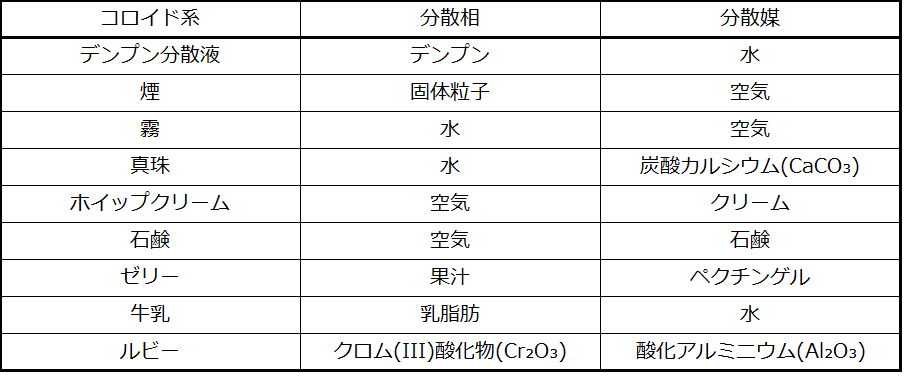 コロイド系 分散相 分散媒
デンプン分散液 デンプン 水
煙 固体粒子 空気
霧 水 空気
真珠 水 炭酸カルシウム(CaCO₃)
ホイップクリーム 空気 クリーム
石鹸 空気 石鹸
ゼリー 果汁 ペクチンゲル
牛乳 乳脂肪 水
ルビー クロム(III)酸化物(Cr₂O₃) 酸化アルミニウム(Al₂O₃)